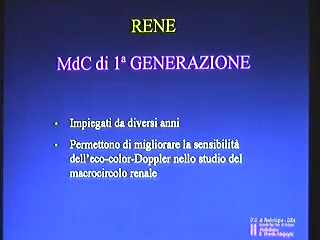 RENE
MdC di 1ª GENERAZIONE
• Impiegati da diversi anni
• Permettono di migliorare la sensibilità
dell'eco-color-Doppler nello studio del
macrocircolo renale